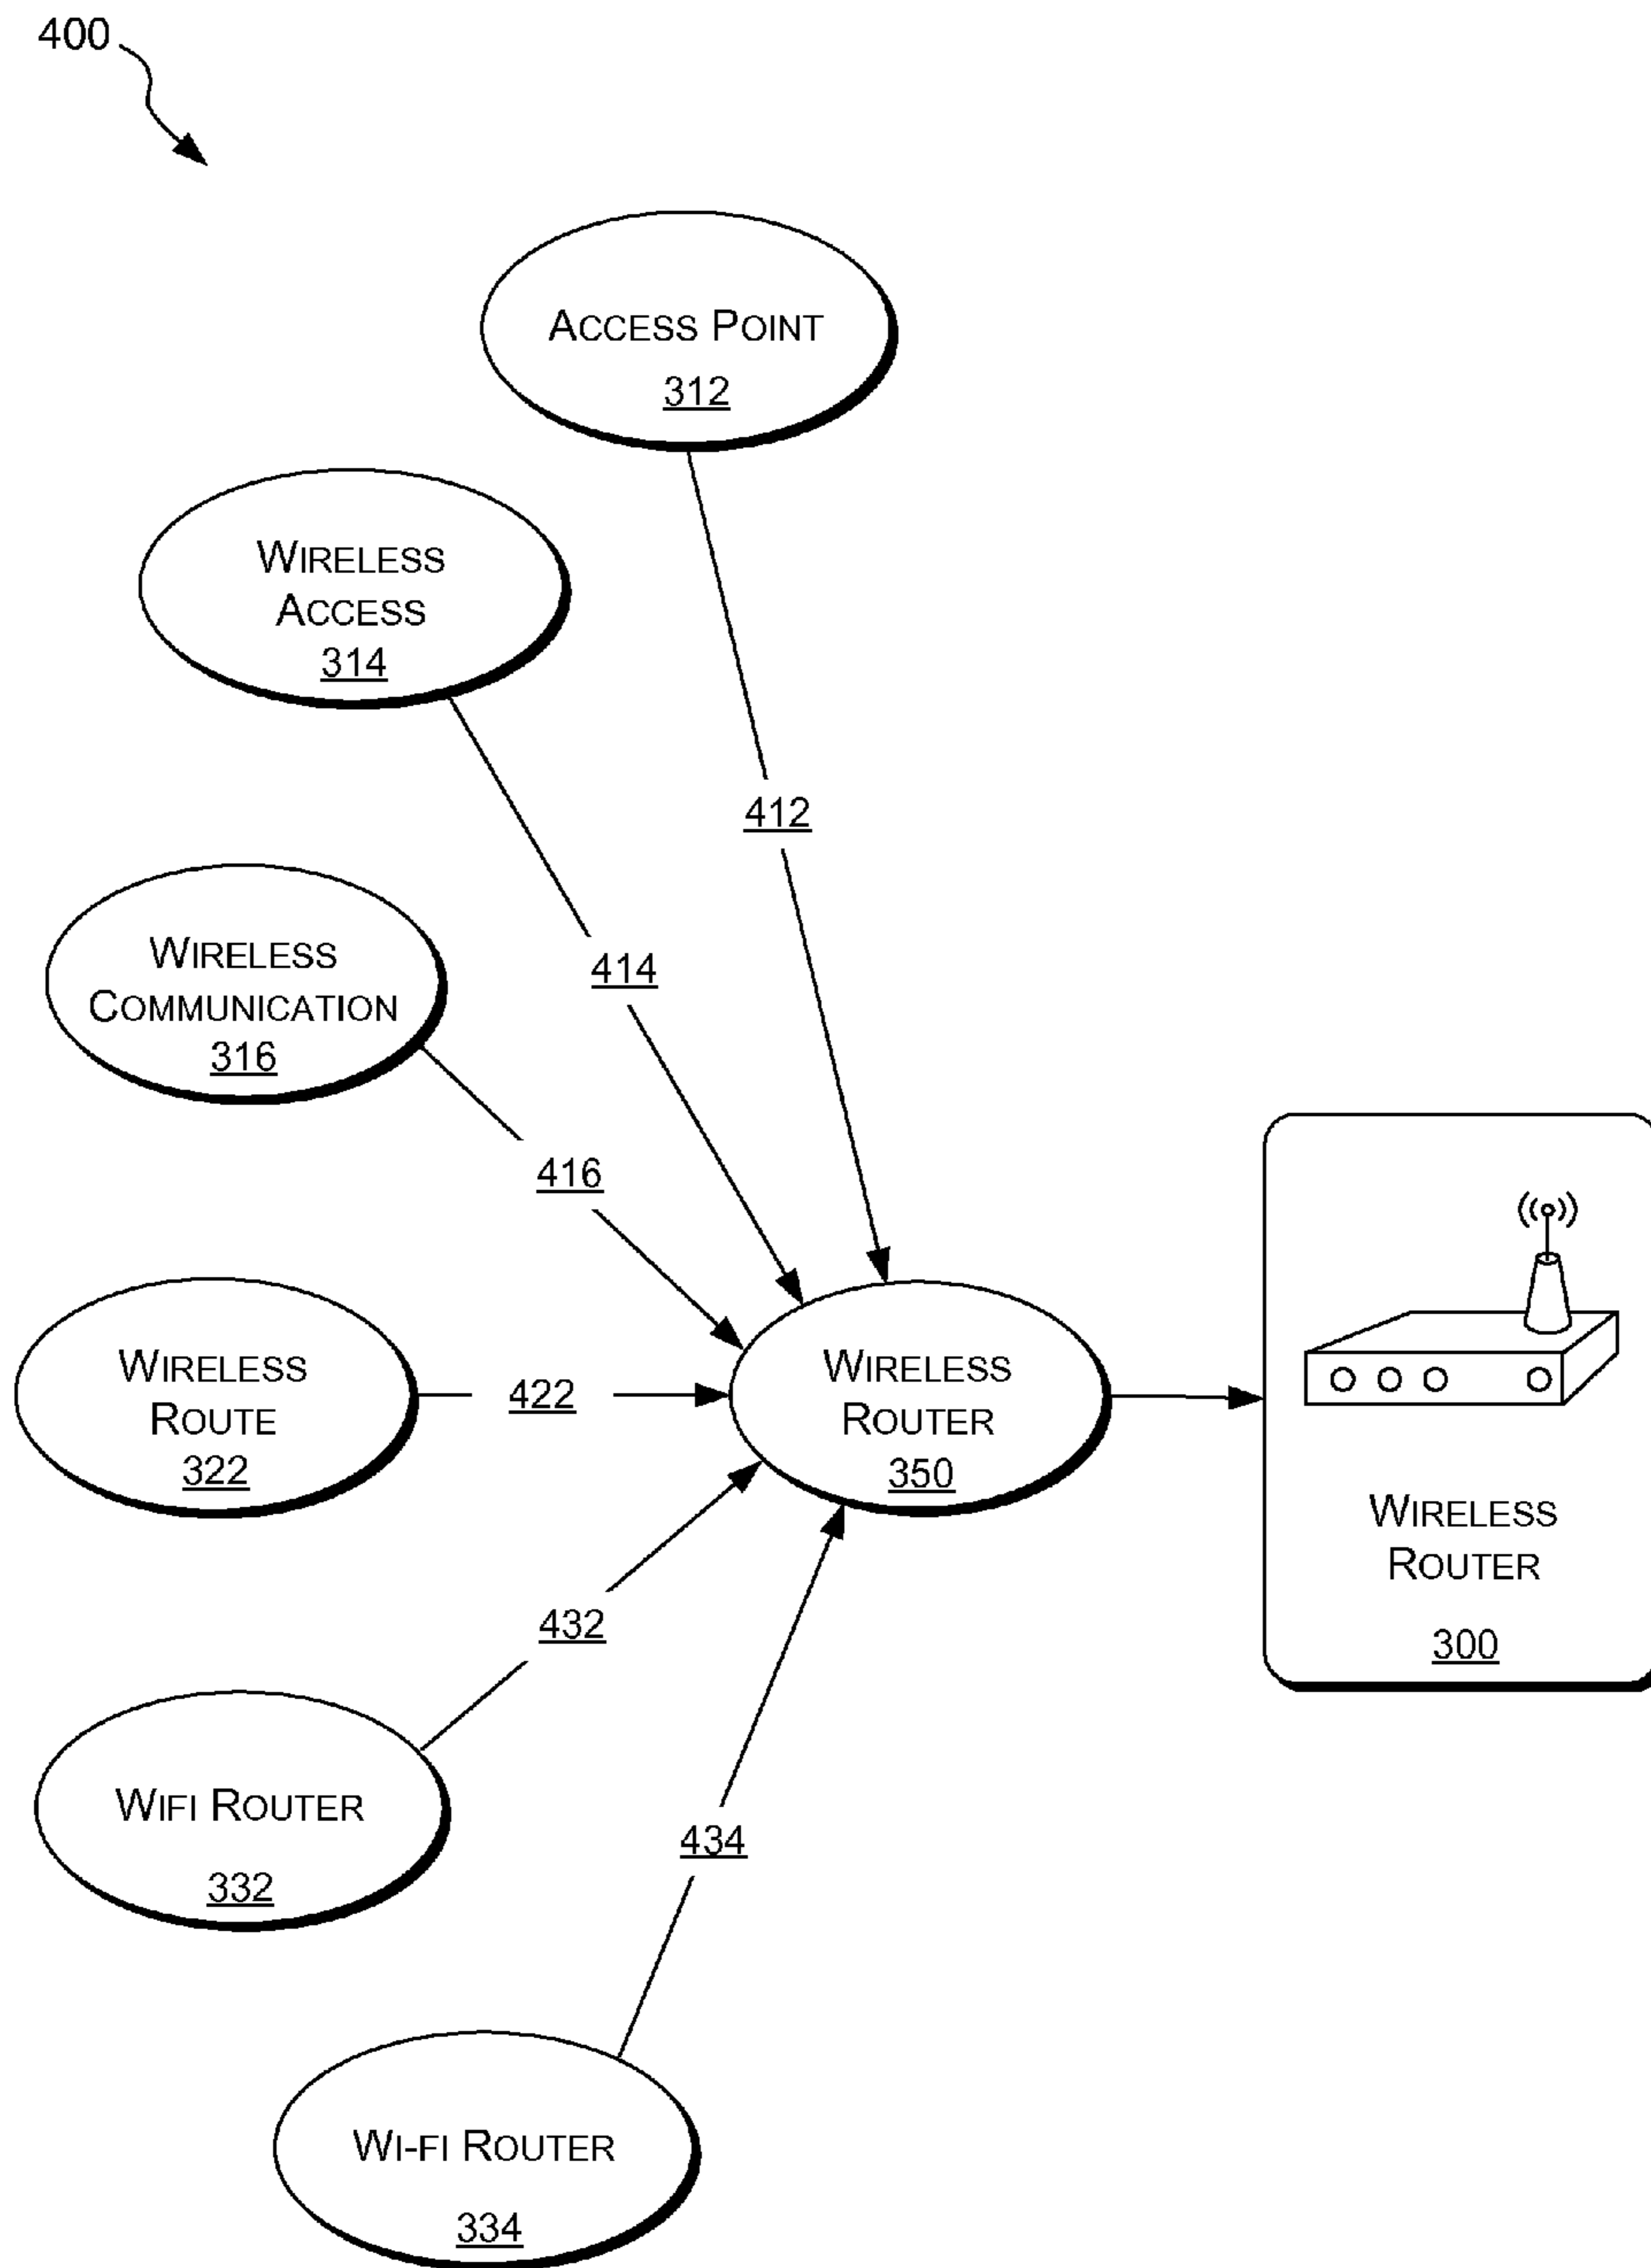 400
ACCESS POINT
312
WIRELESS
ACCESS
314
412
WIRELESS
COMMUNICATION
316
414
416
WIRELESS
ROUTE
322
422
WIRELESS
ROUTER
350
WIRELESS
ROUTER
300
432
WIFI ROUTER
332
434
WI-FI ROUTER
334